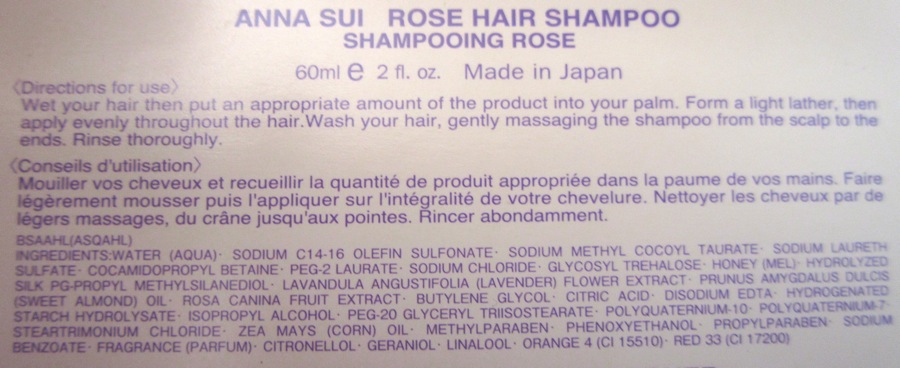 ANNA SUI ROSE HAIR SHAMPOO
SHAMPOOING ROSE
60ml ℮ 2 fl. oz. Made in Japan
〈Directions for use〉
Wet your hair then put an appropriate amount of the product into your palm. Form a light lather, then
apply evenly throughout the hair.Wash your hair, gently massaging the shampoo from the scalp to the
ends. Rinse thoroughly.
〈Conseils d'utilisation〉
Mouiller vos cheveux et recueillir la quantité de produit appropriée dans la paume de vos mains. Faire
légèrement mousser puis l'appliquer sur l'intégralité de votre chevelure. Nettoyer les cheveux par de
légers massages, du crâne jusqu'aux pointes. Rincer abondamment.
BSAAHL(ASQAHL)
INGREDIENTS:WATER (AQUA)· SODIUM C14-16 OLEFIN SULFONATE· SODIUM METHYL COCOYL TAURATE· SODIUM LAURETH
SULFATE· COCAMIDOPROPYL BETAINE· PEG-2 LAURATE· SODIUM CHLORIDE· GLYCOSYL TREHALOSE· HONEY (MEL)· HYDROLYZED
SILK PG-PROPYL METHYLSILANEDIOL· LAVANDULA ANGUSTIFOLIA (LAVENDER) FLOWER EXTRACT· PRUNUS AMYGDALUS DULCIS
(SWEET ALMOND) OIL· ROSA CANINA FRUIT EXTRACT· BUTYLENE GLYCOL· CITRIC ACID· DISODIUM EDTA· HYDROGENATED
STARCH HYDROLYSATE· ISOPROPYL ALCOHOL· PEG-20 GLYCERYL TRIISOSTEARATE· POLYQUATERNIUM-10· POLYQUATERNIUM-7·
STEARTRIMONIUM CHLORIDE· ZEA MAYS (CORN) OIL· METHYLPARABEN· PHENOXYETHANOL· PROPYLPARABEN· SODIUM
BENZOATE· FRAGRANCE (PARFUM)· CITRONELLOL· GERANIOL· LINALOOL· ORANGE 4 (CI 15510)· RED 33 (CI 17200)